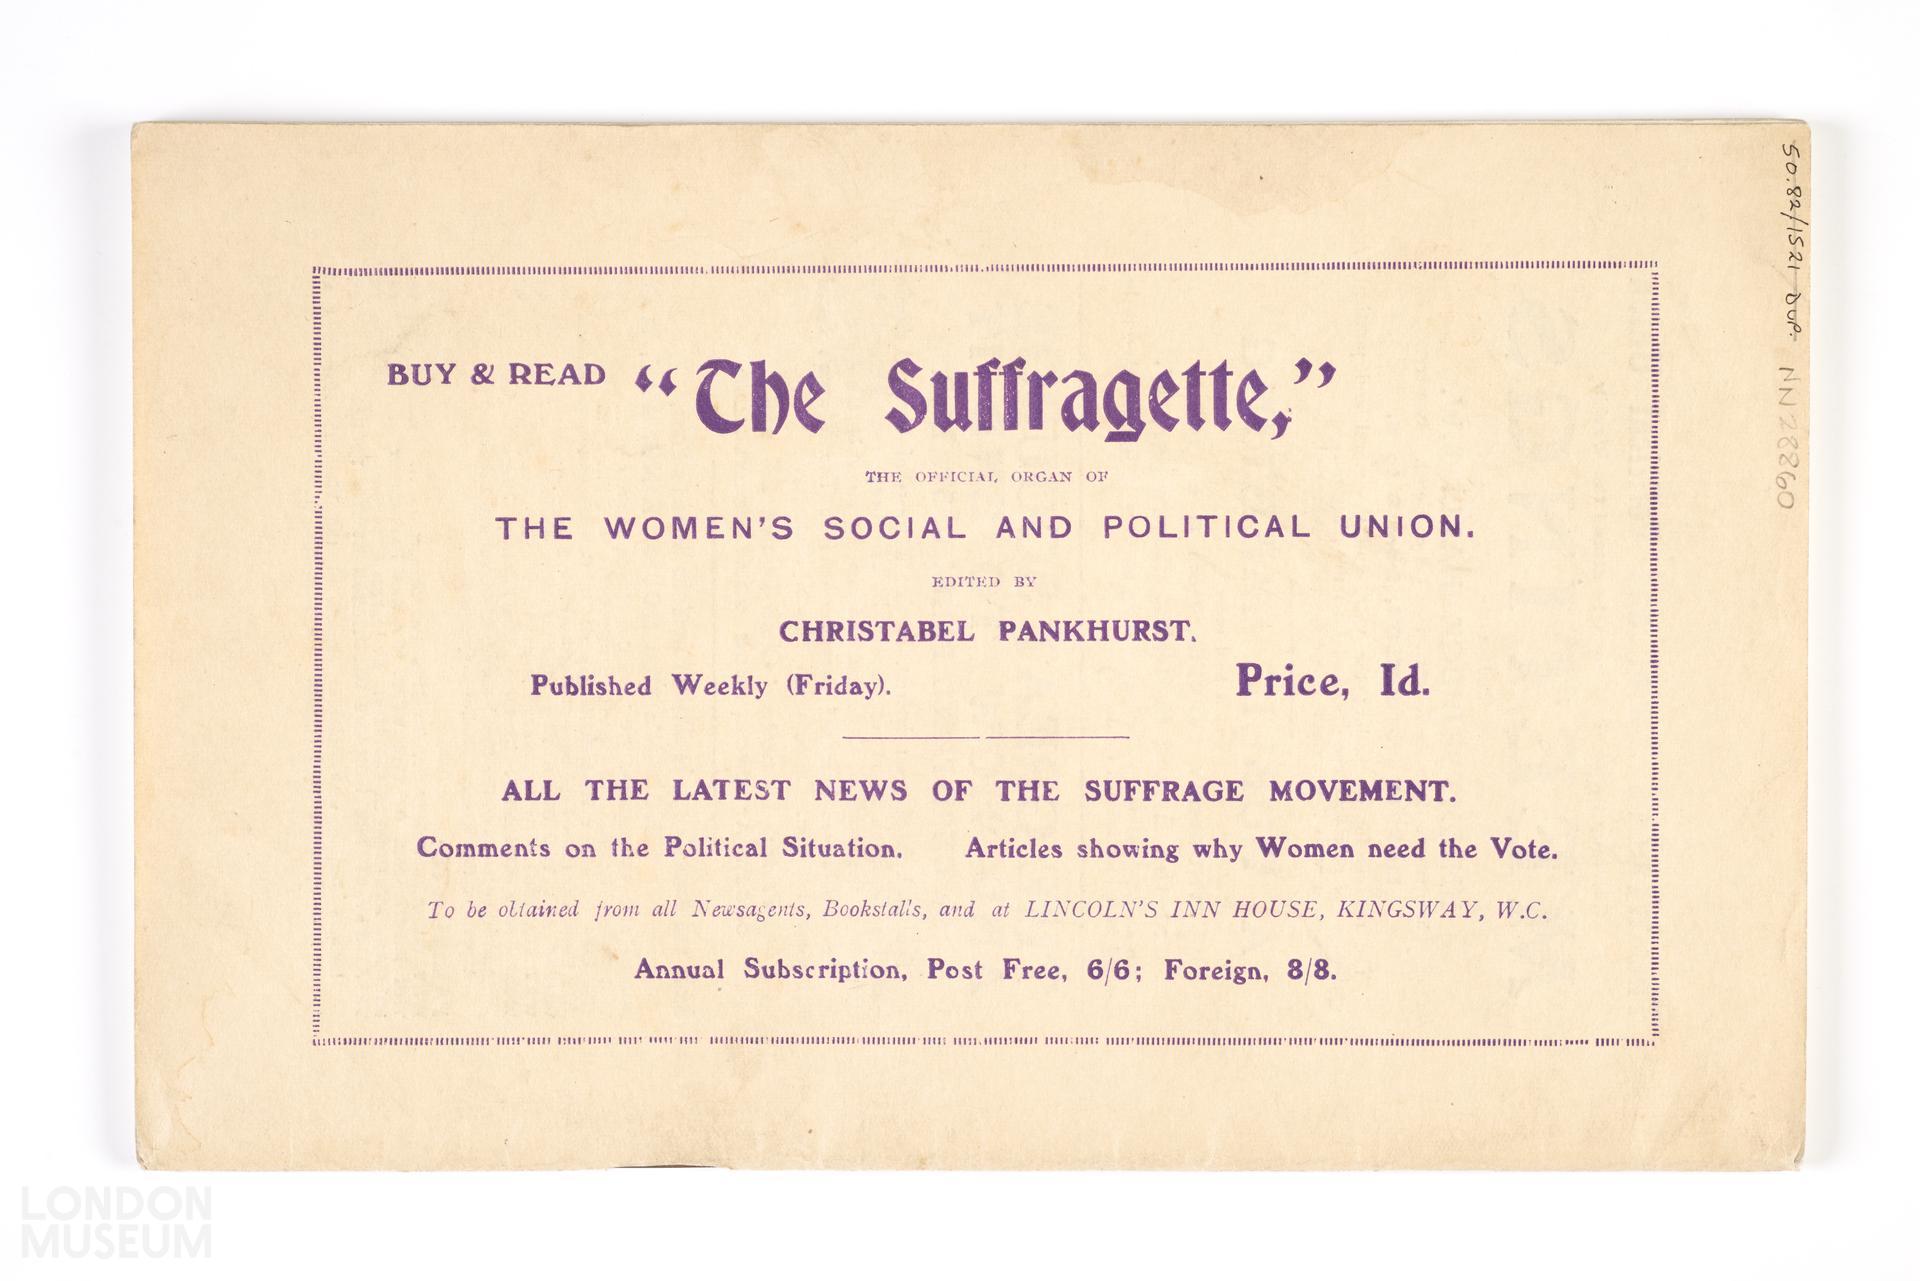 BUY & READ "The Suffragette,"
THE OFFICIAL ORGAN OF
THE WOMEN'S SOCIAL AND POLITICAL UNION.
EDITED BY
CHRISTABEL PANKHURST.
Published Weekly (Friday). Price, 1d.
ALL THE LATEST NEWS OF THE SUFFRAGE MOVEMENT.
Comments on the Political Situation. Articles showing why Women need the Vote.
To be obtained from all Newsagents, Bookstalls, and at LINCOLN'S INN HOUSE, KINGSWAY, W.C.
Annual Subscription, Post Free, 6/6; Foreign, 8/8.
50.82/1521 DUP. NN28860
LONDON
MUSEUM